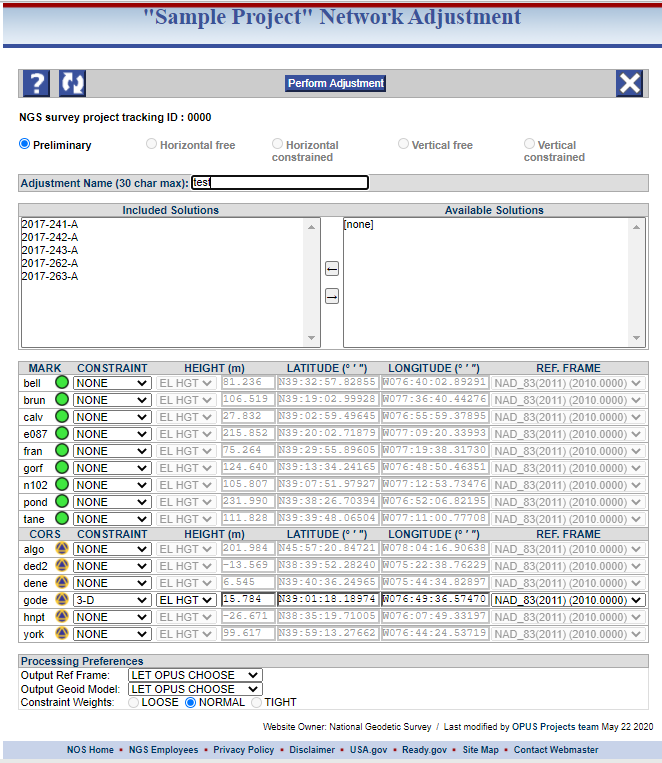 "Sample Project" Network Adjustment
? Perform Adjustment
NGS survey project tracking ID : 0000
Preliminary Horizontal free Horizontal constrained Vertical free Vertical constrained
Adjustment Name (30 char max): test
Included Solutions Available Solutions
2017-241-A [none]
2017-242-A
2017-243-A
2017-262-A
2017-263-A
MARK CONSTRAINT HEIGHT (m) LATITUDE (° ' ") LONGITUDE (° ' ") REF. FRAME
bell NONE EL HGT 81.236 N39:32:57.82855 W076:40:02.89291 NAD_83(2011) (2010.0000)
brun NONE EL HGT 106.519 N39:19:02.99928 W077:36:40.44276 NAD_83(2011) (2010.0000)
calv NONE EL HGT 27.832 N39:02:59.49645 W076:55:59.37895 NAD_83(2011) (2010.0000)
e087 NONE EL HGT 215.852 N39:20:02.71879 W077:09:20.33993 NAD_83(2011) (2010.0000)
fran NONE EL HGT 75.264 N39:29:55.89605 W077:19:38.31730 NAD_83(2011) (2010.0000)
gorf NONE EL HGT 124.640 N39:13:34.24165 W076:48:50.46351 NAD_83(2011) (2010.0000)
n102 NONE EL HGT 105.807 N39:07:51.97927 W077:12:53.73476 NAD_83(2011) (2010.0000)
pond NONE EL HGT 231.990 N39:38:26.70394 W076:52:06.82195 NAD_83(2011) (2010.0000)
tane NONE EL HGT 111.828 N39:39:48.06504 W077:11:00.77708 NAD_83(2011) (2010.0000)
CORS CONSTRAINT HEIGHT (m) LATITUDE (° ' ") LONGITUDE (° ' ") REF. FRAME
algo NONE EL HGT 201.984 N45:57:20.84721 W078:04:16.90638 NAD_83(2011) (2010.0000)
ded2 NONE EL HGT -13.569 N38:39:52.28240 W075:22:38.76229 NAD_83(2011) (2010.0000)
dene NONE EL HGT 6.545 N39:40:36.24965 W075:44:34.82897 NAD_83(2011) (2010.0000)
gode 3-D EL HGT 15.784 N39:01:18.18974 W076:49:36.57470 NAD_83(2011) (2010.0000)
hnpt NONE EL HGT -26.671 N38:35:19.71005 W076:07:49.33197 NAD_83(2011) (2010.0000)
york NONE EL HGT 99.617 N39:59:13.27662 W076:44:24.53719 NAD_83(2011) (2010.0000)
Processing Preferences
Output Ref Frame: LET OPUS CHOOSE
Output Geoid Model: LET OPUS CHOOSE
Constraint Weights: LOOSE NORMAL TIGHT
Website Owner: National Geodetic Survey / Last modified by OPUS Projects team May 22 2020
NOS Home • NGS Employees • Privacy Policy • Disclaimer • USA.gov • Ready.gov • Site Map • Contact Webmaster